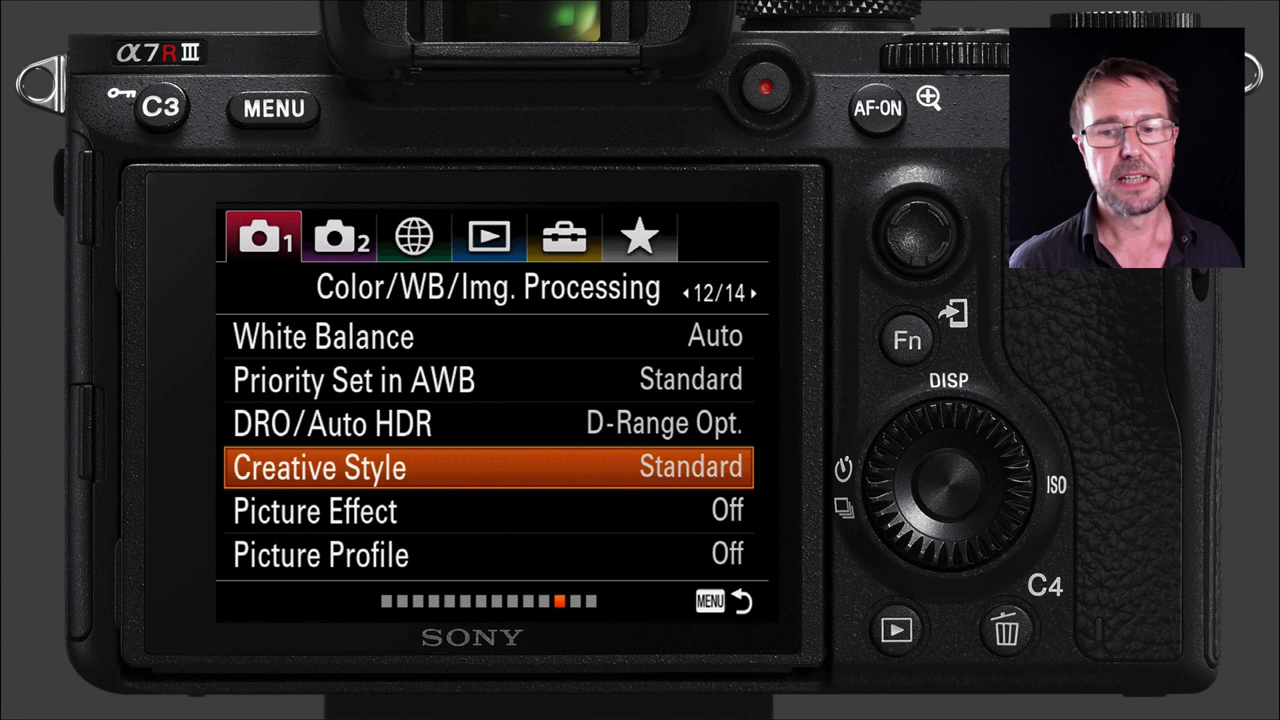 α7RIII
C3
MENU
AF-ON
1
2
Color/WB/Img. Processing 12/14
White Balance Auto
Priority Set in AWB Standard
DRO/Auto HDR D-Range Opt.
Creative Style Standard
Picture Effect Off
Picture Profile Off
MENU
SONY
Fn
DISP
ISO
C4